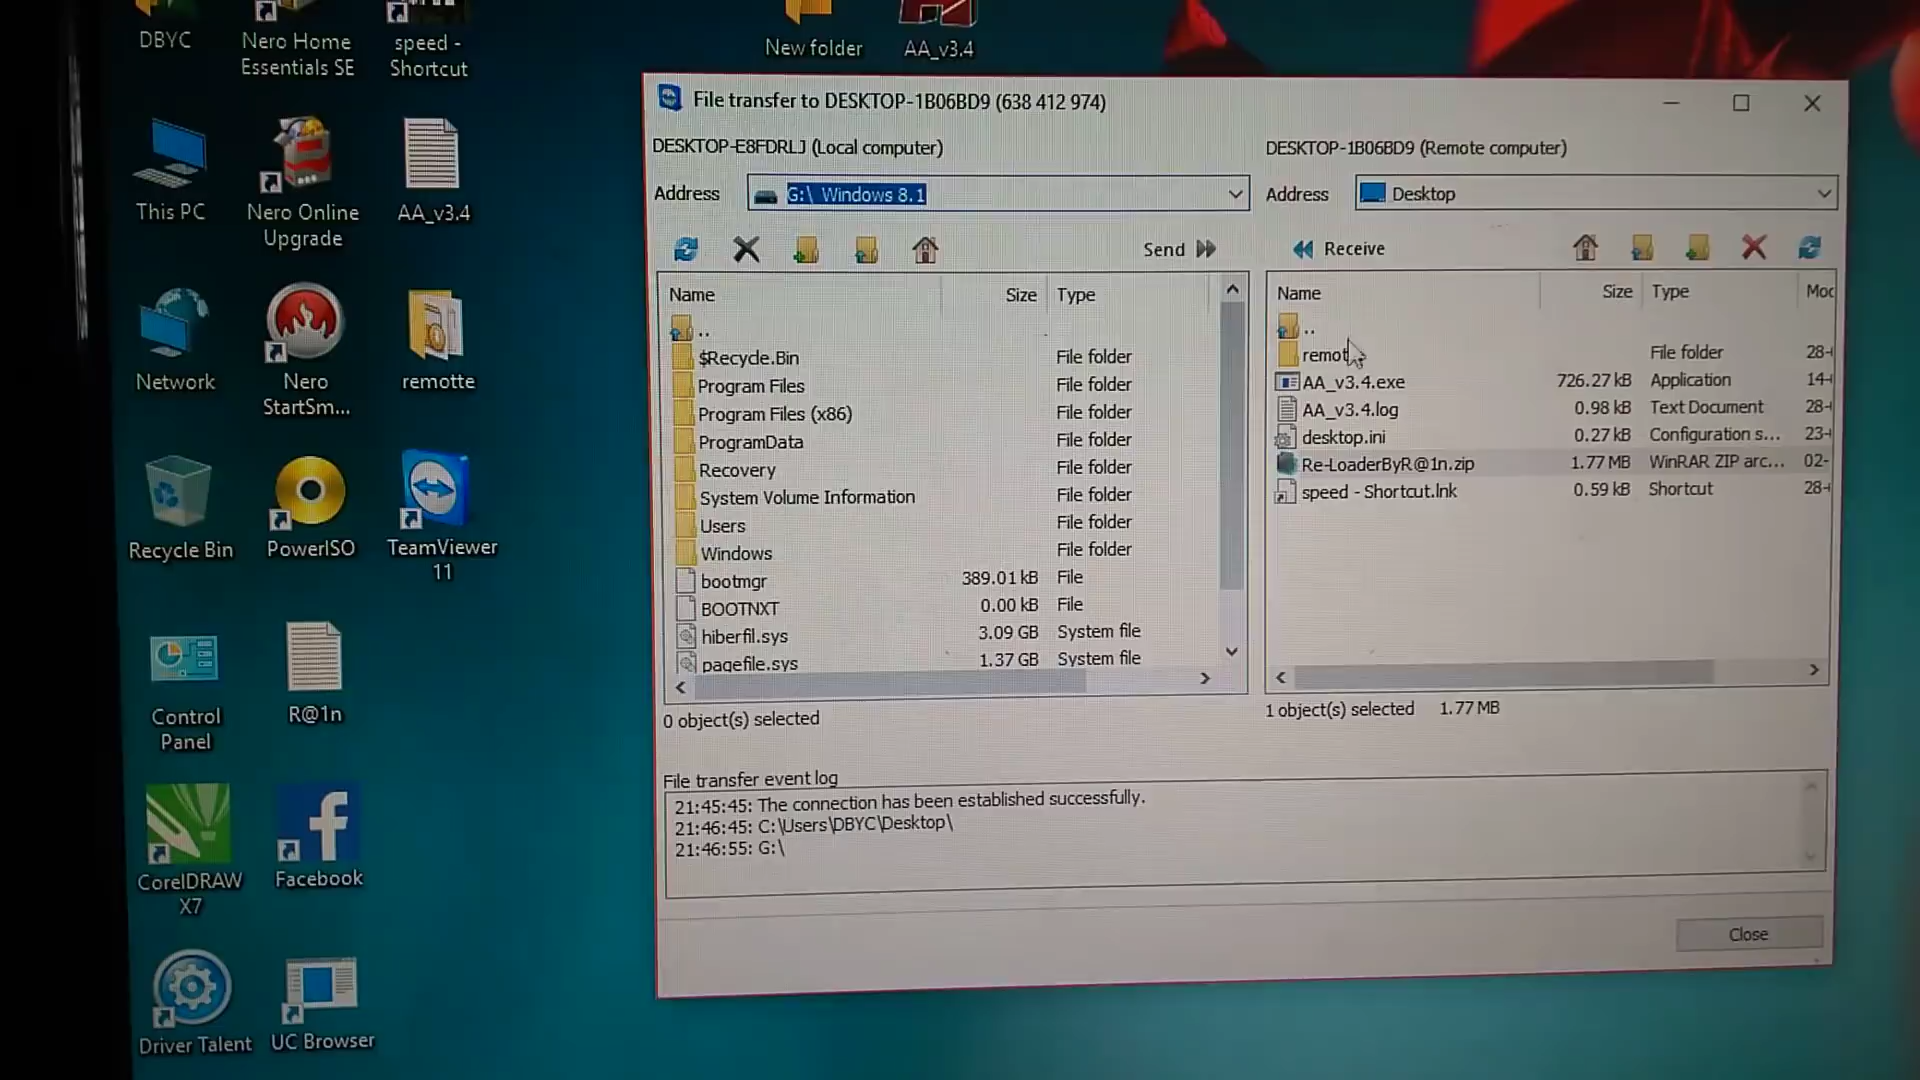 DBYC
Nero Home
Essentials SE
speed -
Shortcut
New folder
AA_v3.4
This PC
Nero Online
Upgrade
AA_v3.4
Network
Nero
StartSm...
remotte
Recycle Bin
PowerISO
TeamViewer
11
Control
Panel
R@1n
CorelDRAW
X7
Facebook
Driver Talent
UC Browser
File transfer to DESKTOP-1B06BD9 (638 412 974)
DESKTOP-E8FDRLJ (Local computer)
DESKTOP-1B06BD9 (Remote computer)
Address
G:\ Windows 8.1
Address
Desktop
Send
Receive
Name Size Type
..
$Recycle.Bin File folder
Program Files File folder
Program Files (x86) File folder
ProgramData File folder
Recovery File folder
System Volume Information File folder
Users File folder
Windows File folder
bootmgr 389.01 kB File
BOOTNXT 0.00 kB File
hiberfil.sys 3.09 GB System file
pagefile.sys 1.37 GB System file
0 object(s) selected
Name Size Type Moc
..
remot File folder 28-
AA_v3.4.exe 726.27 kB Application 14-
AA_v3.4.log 0.98 kB Text Document 28-
desktop.ini 0.27 kB Configuration s... 23-
Re-LoaderByR@1n.zip 1.77 MB WinRAR ZIP arc... 02-
speed - Shortcut.lnk 0.59 kB Shortcut 28-
1 object(s) selected 1.77 MB
File transfer event log
21:45:45: The connection has been established successfully.
21:46:45: C:\Users\DBYC\Desktop\
21:46:55: G:\
Close